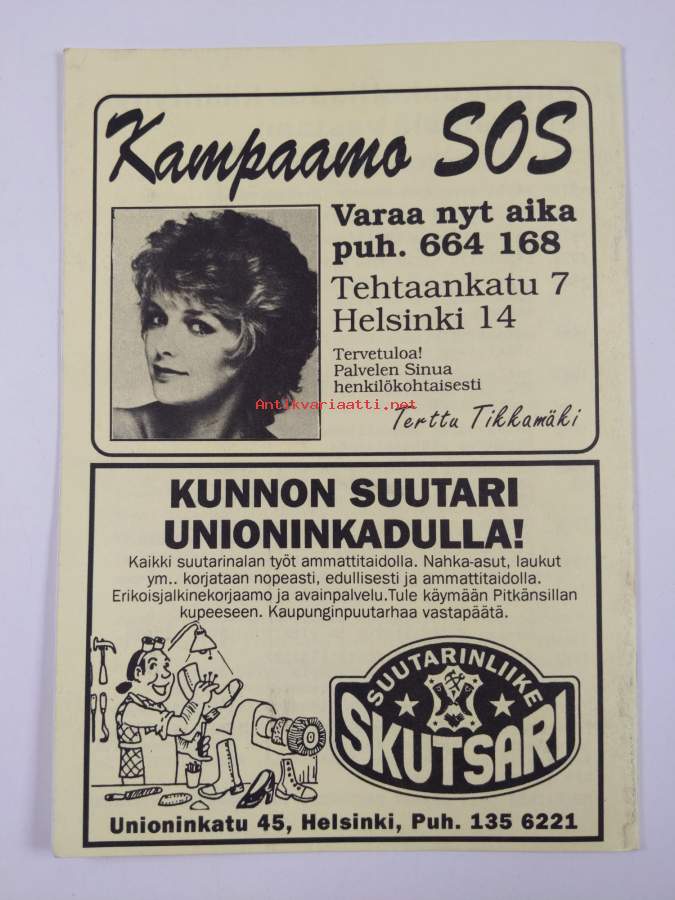 Kampaamo SOS
Varaa nyt aika
puh. 664 168
Tehtaankatu 7
Helsinki 14
Tervetuloa!
Palvelen Sinua
henkilökohtaisesti
Antikvariaatti.net
Terttu Tikkamäki
KUNNON SUUTARI
UNIONINKADULLA!
Kaikki suutarinalan työt ammattitaidolla. Nahka-asut, laukut
ym.. korjataan nopeasti, edullisesti ja ammattitaidolla.
Erikoisjalkinekorjaamo ja avainpalvelu.Tule käymään Pitkänsillan
kupeeseen. Kaupunginpuutarhaa vastapäätä.
SUUTARINLIIKE
SKUTSARI
Unioninkatu 45, Helsinki, Puh. 135 6221